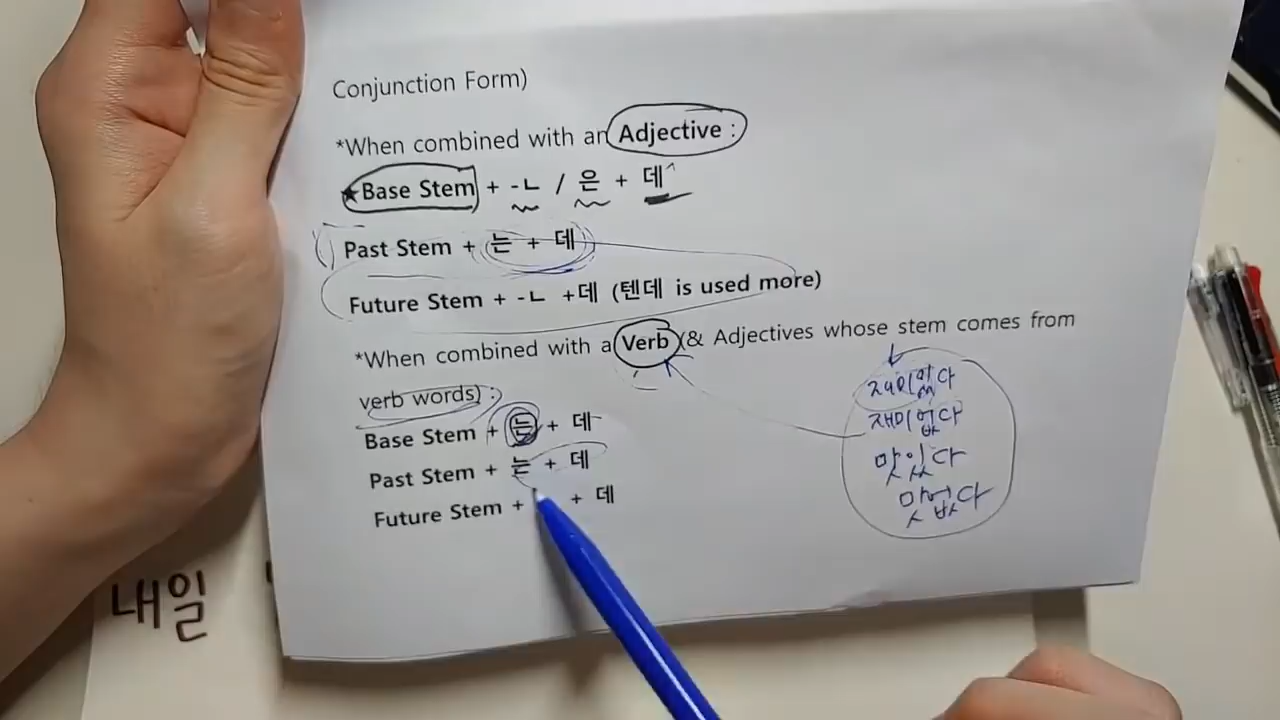 Conjunction Form)
*When combined with an Adjective :
★Base Stem + -ㄴ / 은 + 데
Past Stem + 는 + 데
Future Stem + -ㄴ +데 (텐데 is used more)
*When combined with a Verb (& Adjectives whose stem comes from
verb words) :
Base Stem + 는 + 데
Past Stem + 는 + 데
Future Stem + + 데
재미있다
재미없다
맛있다
맛없다
내일